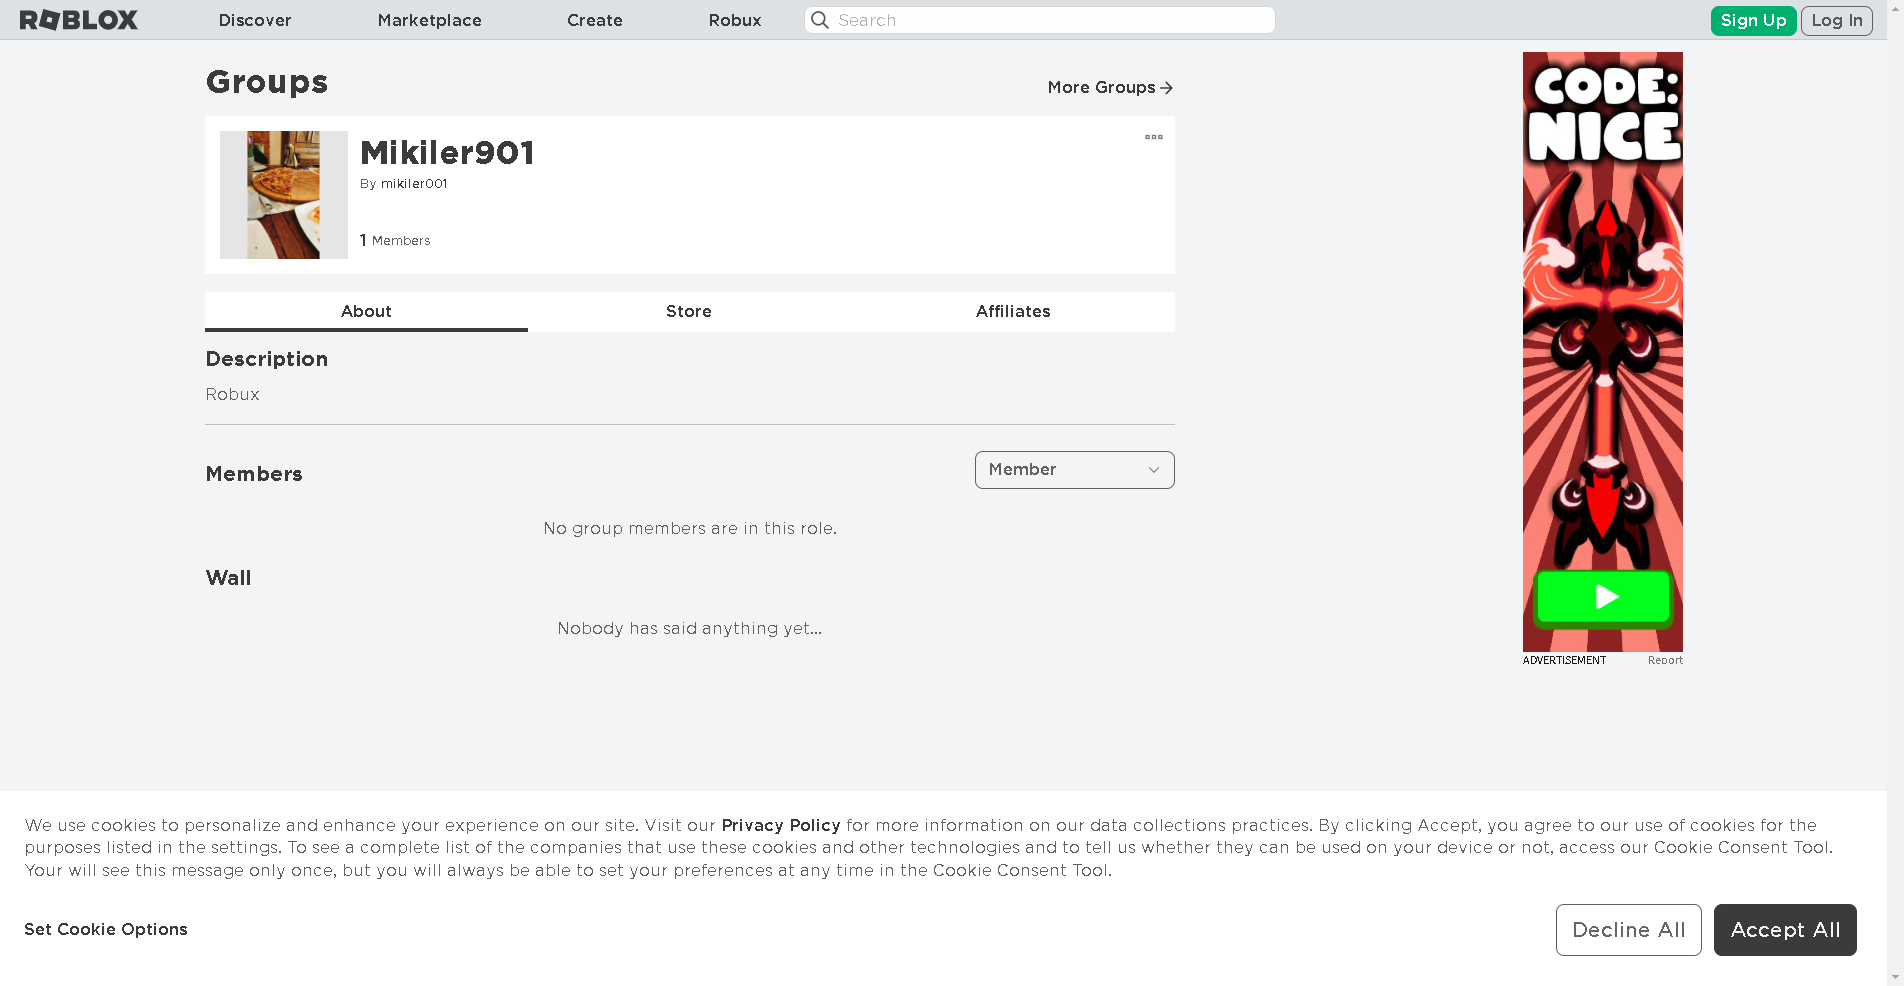 ROBLOX
Discover
Marketplace
Create
Robux
Search
Sign Up
Log In
Groups
More Groups
Mikiler901
By mikiler001
1 Members
About
Store
Affiliates
Description
Robux
Members
Member
No group members are in this role.
Wall
Nobody has said anything yet...
CODE:
NICE
ADVERTISEMENT
Report
We use cookies to personalize and enhance your experience on our site. Visit our Privacy Policy for more information on our data collections practices. By clicking Accept, you agree to our use of cookies for the
purposes listed in the settings. To see a complete list of the companies that use these cookies and other technologies and to tell us whether they can be used on your device or not, access our Cookie Consent Tool.
Your will see this message only once, but you will always be able to set your preferences at any time in the Cookie Consent Tool.
Set Cookie Options
Decline All
Accept All